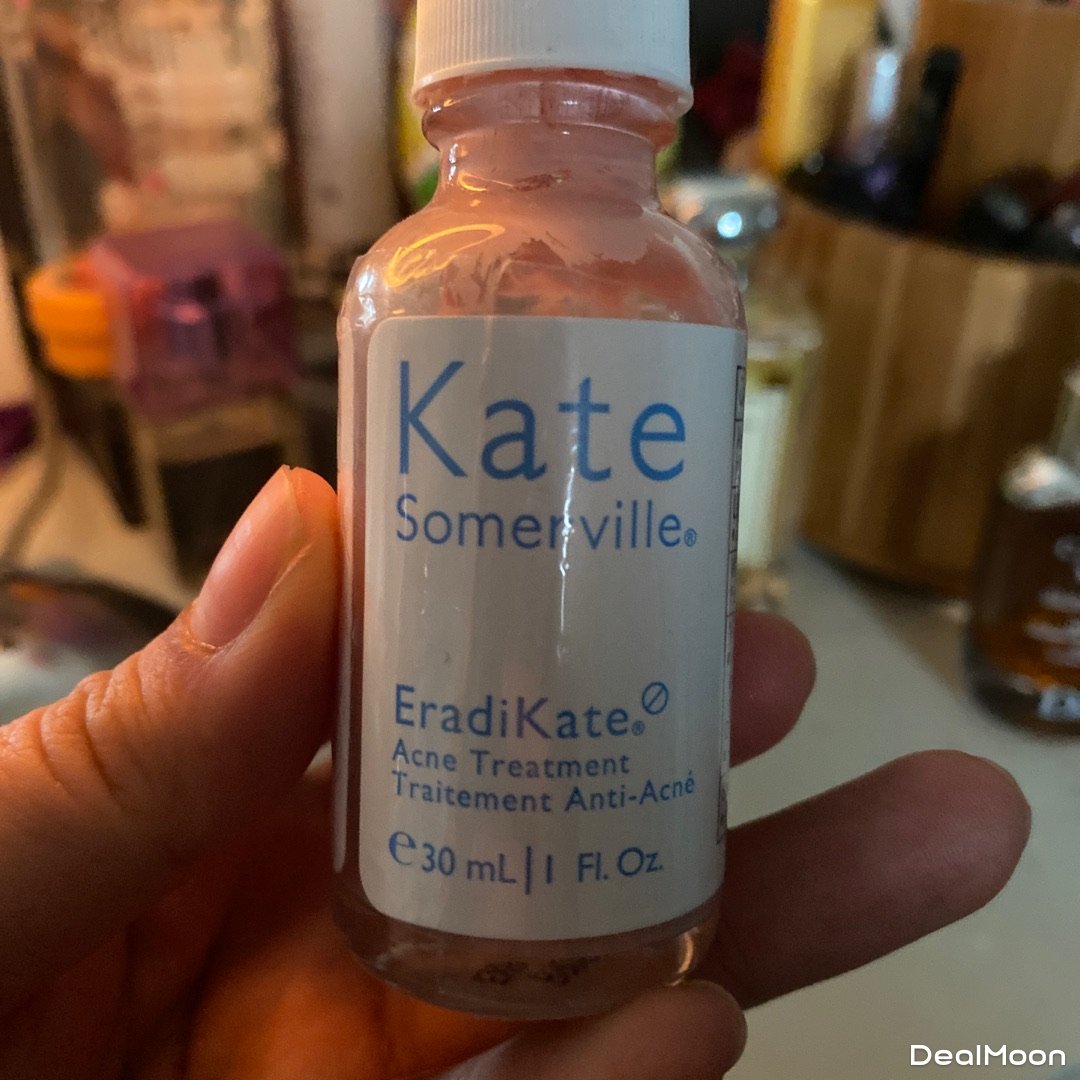 Kate
Somerville®
EradiKate®
Acne Treatment
Traitement Anti-Acné
℮30 mL| 1 Fl. Oz.
DealMoon